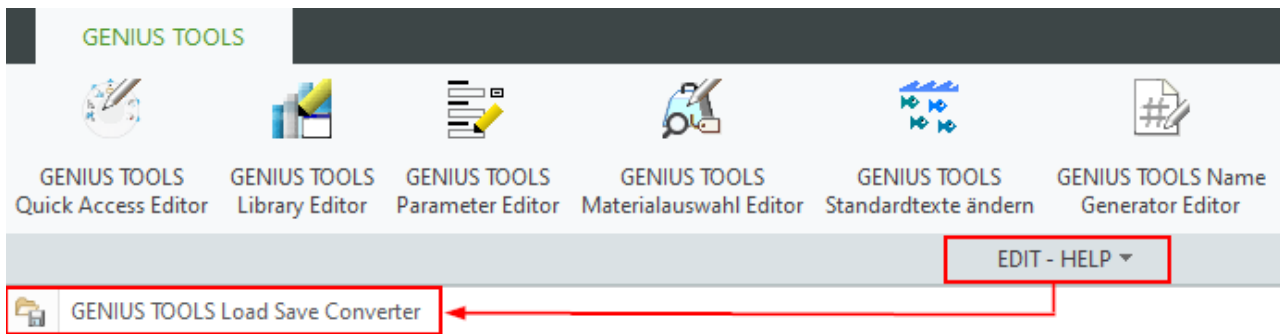 GENIUS TOOLS
GENIUS TOOLS
Quick Access Editor
GENIUS TOOLS
Library Editor
GENIUS TOOLS
Parameter Editor
GENIUS TOOLS
Materialauswahl Editor
GENIUS TOOLS
Standardtexte ändern
GENIUS TOOLS Name
Generator Editor
EDIT - HELP
GENIUS TOOLS Load Save Converter